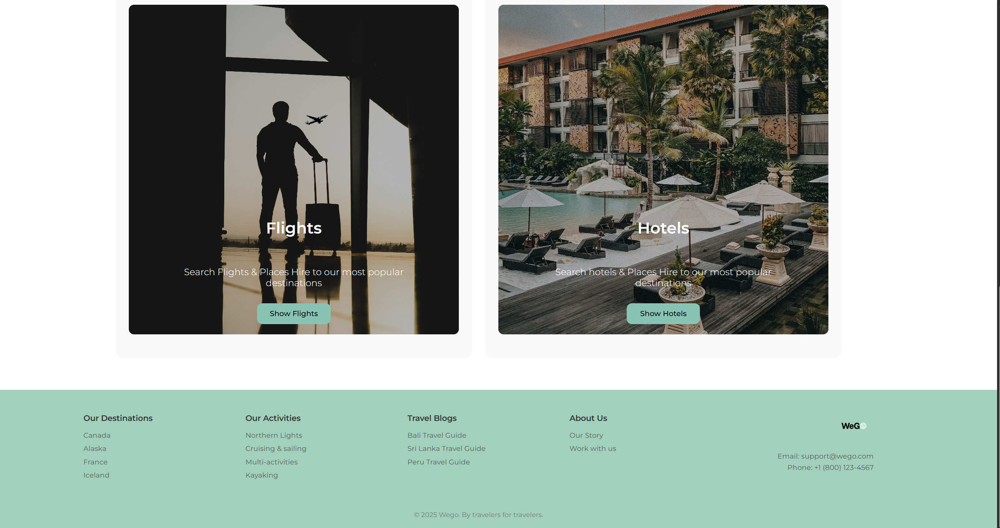 Flights
Search Flights & Places Hire to our most popular
destinations
Show Flights
Hotels
Search hotels & Places Hire to our most popular
destinations
Show Hotels
Our Destinations
Canada
Alaska
France
Iceland
Our Activities
Northern Lights
Cruising & sailing
Multi-activities
Kayaking
Travel Blogs
Bali Travel Guide
Sri Lanka Travel Guide
Peru Travel Guide
About Us
Our Story
Work with us
WeGo
Email: support@wego.com
Phone: +1 (800) 123-4567
© 2025 Wego. By travelers for travelers.